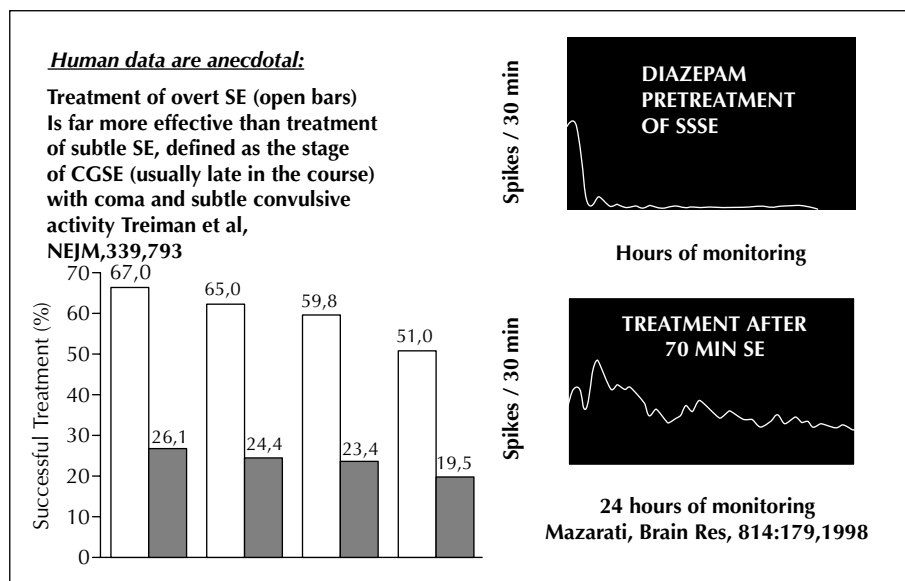 Human data are anecdotal:
Treatment of overt SE (open bars)
Is far more effective than treatment
of subtle SE, defined as the stage
of CGSE (usually late in the course)
with coma and subtle convulsive
activity Treiman et al,
NEJM,339,793
Successful Treatment (%)
70
60
50
40
30
20
10
0
67,0
26,1
65,0
24,4
59,8
23,4
51,0
19,5
Spikes / 30 min
DIAZEPAM
PRETREATMENT
OF SSSE
Hours of monitoring
Spikes / 30 min
TREATMENT AFTER
70 MIN SE
24 hours of monitoring
Mazarati, Brain Res, 814:179,1998